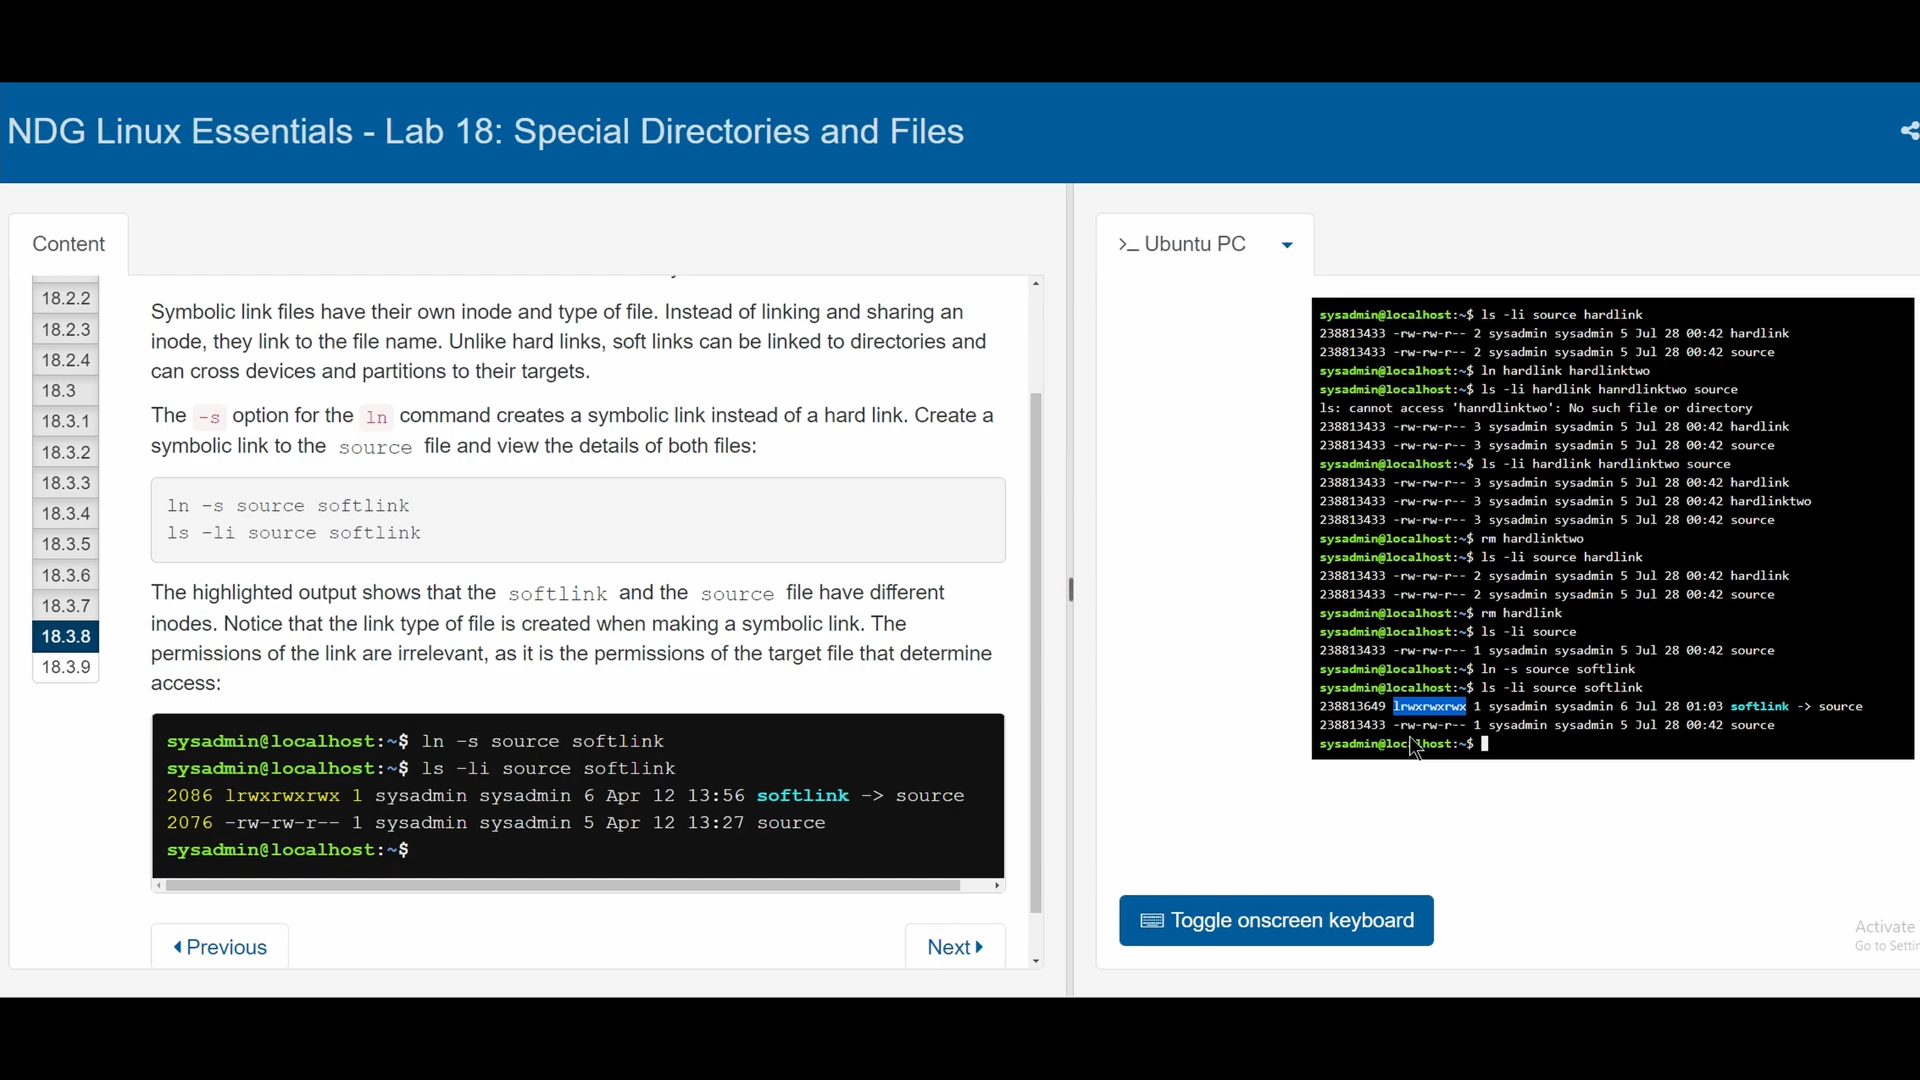 NDG Linux Essentials - Lab 18: Special Directories and Files
Content
18.2.2
18.2.3
18.2.4
18.3
18.3.1
18.3.2
18.3.3
18.3.4
18.3.5
18.3.6
18.3.7
18.3.8
18.3.9
Symbolic link files have their own inode and type of file. Instead of linking and sharing an
inode, they link to the file name. Unlike hard links, soft links can be linked to directories and
can cross devices and partitions to their targets.
The -s option for the ln command creates a symbolic link instead of a hard link. Create a
symbolic link to the source file and view the details of both files:
ln -s source softlink
ls -li source softlink
The highlighted output shows that the softlink and the source file have different
inodes. Notice that the link type of file is created when making a symbolic link. The
permissions of the link are irrelevant, as it is the permissions of the target file that determine
access:
sysadmin@localhost:~$ ln -s source softlink
sysadmin@localhost:~$ ls -li source softlink
2086 lrwxrwxrwx 1 sysadmin sysadmin 6 Apr 12 13:56 softlink -> source
2076 -rw-rw-r-- 1 sysadmin sysadmin 5 Apr 12 13:27 source
sysadmin@localhost:~$
Previous
Next
>_ Ubuntu PC
sysadmin@localhost:~$ ls -li source hardlink
238813433 -rw-rw-r-- 2 sysadmin sysadmin 5 Jul 28 00:42 hardlink
238813433 -rw-rw-r-- 2 sysadmin sysadmin 5 Jul 28 00:42 source
sysadmin@localhost:~$ ln hardlink hardlinktwo
sysadmin@localhost:~$ ls -li hardlink hanrdlinktwo source
ls: cannot access 'hanrdlinktwo': No such file or directory
238813433 -rw-rw-r-- 3 sysadmin sysadmin 5 Jul 28 00:42 hardlink
238813433 -rw-rw-r-- 3 sysadmin sysadmin 5 Jul 28 00:42 source
sysadmin@localhost:~$ ls -li hardlink hardlinktwo source
238813433 -rw-rw-r-- 3 sysadmin sysadmin 5 Jul 28 00:42 hardlink
238813433 -rw-rw-r-- 3 sysadmin sysadmin 5 Jul 28 00:42 hardlinktwo
238813433 -rw-rw-r-- 3 sysadmin sysadmin 5 Jul 28 00:42 source
sysadmin@localhost:~$ rm hardlinktwo
sysadmin@localhost:~$ ls -li source hardlink
238813433 -rw-rw-r-- 2 sysadmin sysadmin 5 Jul 28 00:42 hardlink
238813433 -rw-rw-r-- 2 sysadmin sysadmin 5 Jul 28 00:42 source
sysadmin@localhost:~$ rm hardlink
sysadmin@localhost:~$ ls -li source
238813433 -rw-rw-r-- 1 sysadmin sysadmin 5 Jul 28 00:42 source
sysadmin@localhost:~$ ln -s source softlink
sysadmin@localhost:~$ ls -li source softlink
238813649 lrwxrwxrwx 1 sysadmin sysadmin 6 Jul 28 01:03 softlink -> source
238813433 -rw-rw-r-- 1 sysadmin sysadmin 5 Jul 28 00:42 source
sysadmin@localhost:~$
Toggle onscreen keyboard
Activate
Go to Settin